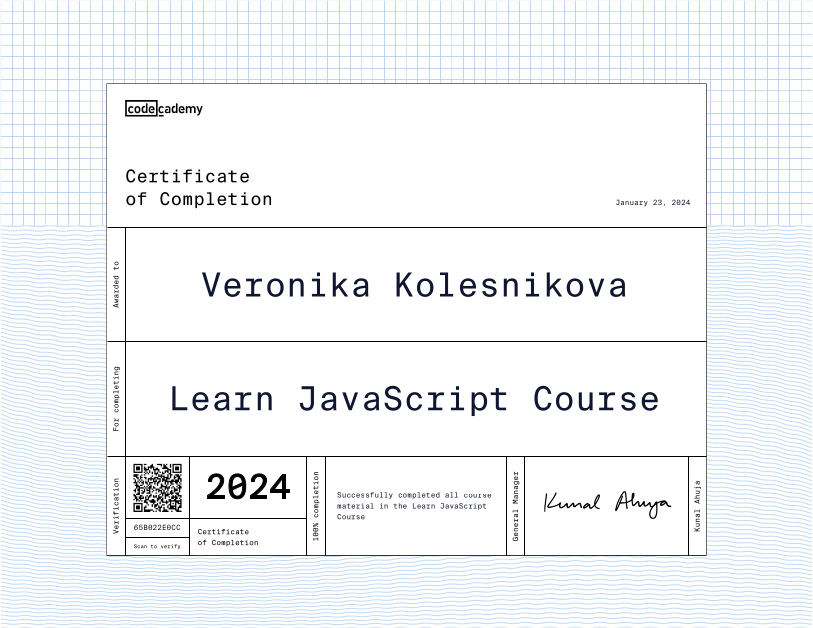 codecademy
Certificate
of Completion
January 23, 2024
Awarded to
Veronika Kolesnikova
For completing
Learn JavaScript Course
Verification
65B022E0CC
Scan to verify
2024
Certificate
of Completion
100% completion
Successfully completed all course
material in the Learn JavaScript
Course
General Manager
Kunal Ahuja
Kunal Ahuja